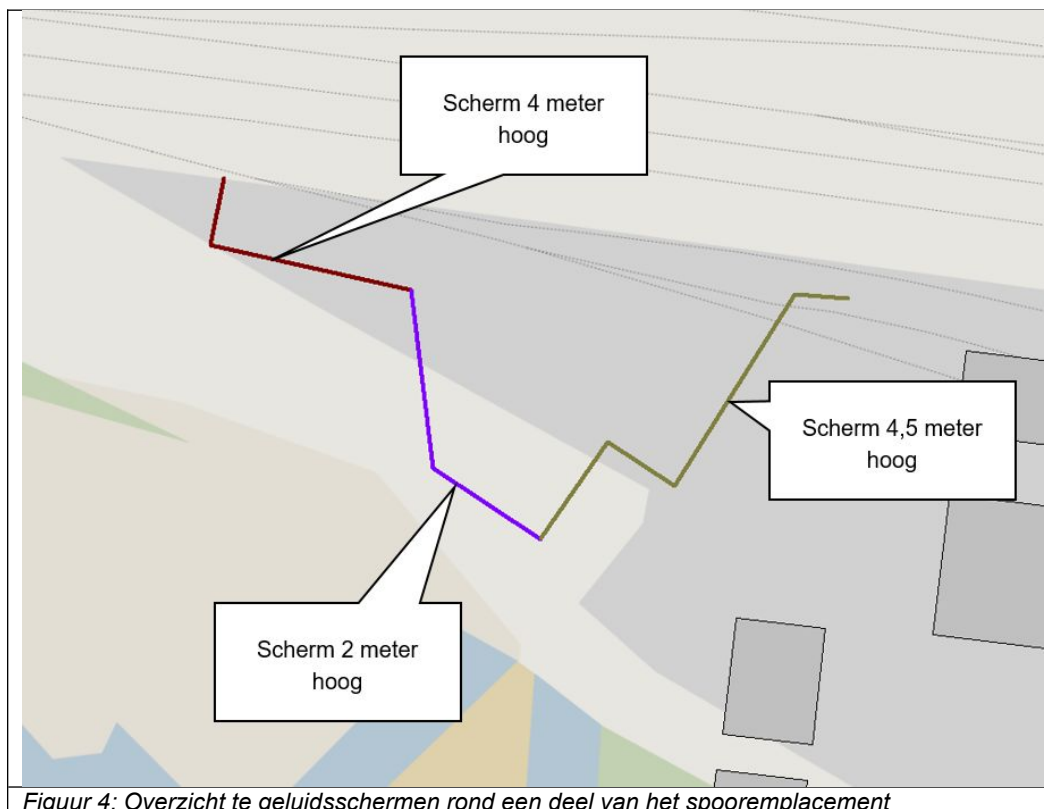 Scherm 4 meter
hoog
Scherm 4,5 meter
hoog
Scherm 2 meter
hoog
Figuur 4: Overzicht te geluidsschermen rond een deel van het spooremplacement